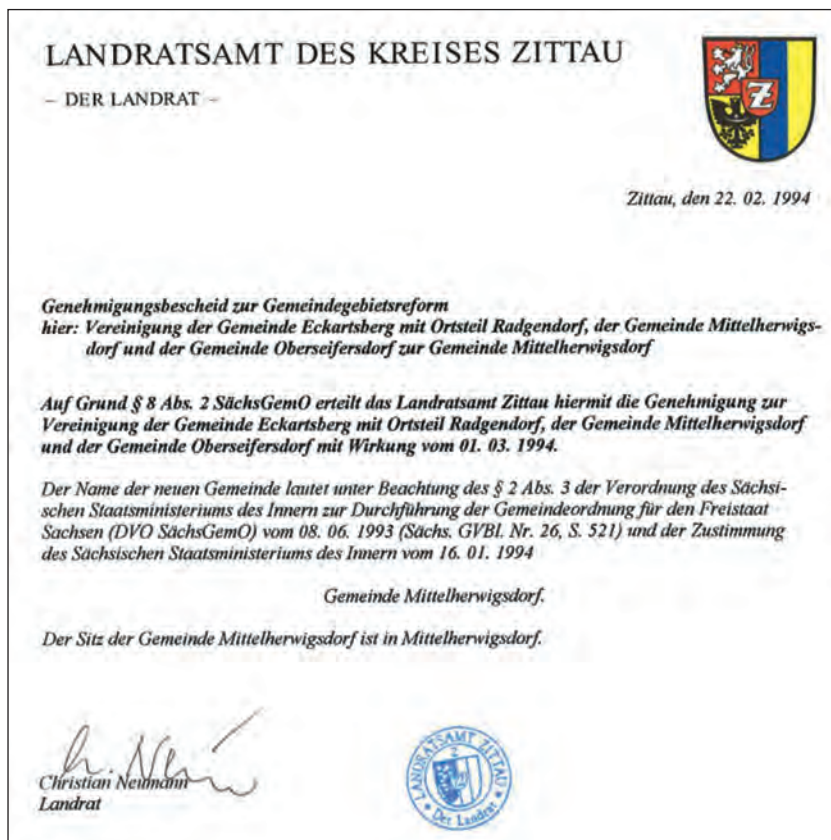 LANDRATSAMT DES KREISES ZITTAU
– DER LANDRAT –
Z
Zittau, den 22. 02. 1994
Genehmigungsbescheid zur Gemeindegebietsreform
hier: Vereinigung der Gemeinde Eckartsberg mit Ortsteil Radgendorf, der Gemeinde Mittelherwigs-
dorf und der Gemeinde Oberseifersdorf zur Gemeinde Mittelherwigsdorf
Auf Grund § 8 Abs. 2 SächsGemO erteilt das Landratsamt Zittau hiermit die Genehmigung zur
Vereinigung der Gemeinde Eckartsberg mit Ortsteil Radgendorf, der Gemeinde Mittelherwigsdorf
und der Gemeinde Oberseifersdorf mit Wirkung vom 01. 03. 1994.
Der Name der neuen Gemeinde lautet unter Beachtung des § 2 Abs. 3 der Verordnung des Sächsi-
schen Staatsministeriums des Innern zur Durchführung der Gemeindeordnung für den Freistaat
Sachsen (DVO SächsGemO) vom 08. 06. 1993 (Sächs. GVBl. Nr. 26, S. 521) und der Zustimmung
des Sächsischen Staatsministeriums des Innern vom 16. 01. 1994
Gemeinde Mittelherwigsdorf.
Der Sitz der Gemeinde Mittelherwigsdorf ist in Mittelherwigsdorf.
Christian Neumann
Landrat
LANDRATSAMT ZITTAU
2
Der Landrat